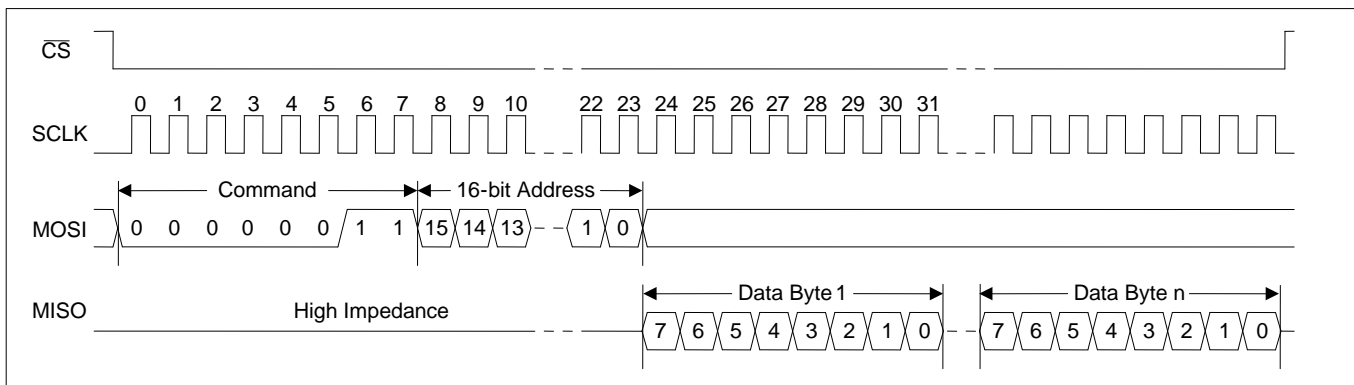 CS
0 1 2 3 4 5 6 7 8 9 10 22 23 24 25 26 27 28 29 30 31
SCLK
Command 16-bit Address
MOSI 0 0 0 0 0 0 1 1 15 14 13 1 0
Data Byte 1 Data Byte n
MISO High Impedance
7 6 5 4 3 2 1 0 7 6 5 4 3 2 1 0